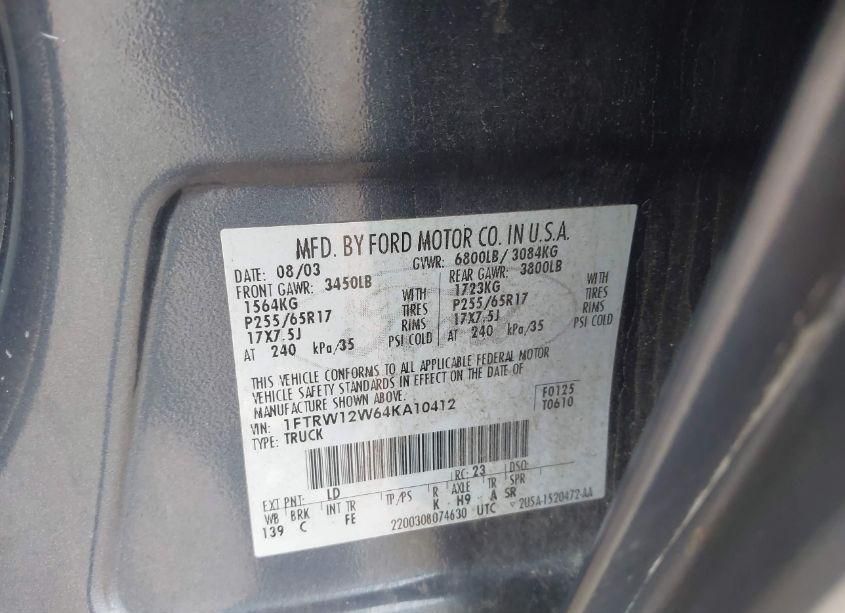 MFD. BY FORD MOTOR CO. IN U.S.A.
DATE: 08/03 GVWR: 6800LB/ 3084KG
FRONT GAWR: 3450LB REAR GAWR: 3800LB
1564KG WITH 1723KG WITH
P255/65R17 TIRES P255/65R17 TIRES
17X7.5J RIMS 17X7.5J RIMS
AT 240 kPa/35 PSI COLD AT 240 kPa/35 PSI COLD
THIS VEHICLE CONFORMS TO ALL APPLICABLE FEDERAL MOTOR
VEHICLE SAFETY STANDARDS IN EFFECT ON THE DATE OF
MANUFACTURE SHOWN ABOVE.
VIN: 1FTRW12W64KA10412 F0125
TYPE: TRUCK T0610
EXT PNT: LD RC: 23 DSO:
WB BRK INT TR TP/PS R AXLE TR SPR
139 C FE K H9 A SR
2200308074630 UTC 2U5A-1520472-AA